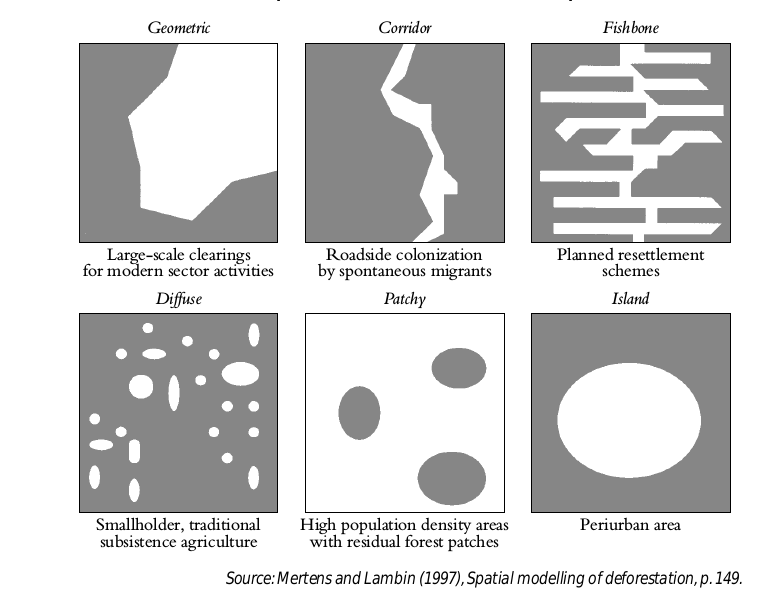 Geometric
Corridor
Fishbone
Large-scale clearings
for modern sector activities
Roadside colonization
by spontaneous migrants
Planned resettlement
schemes
Diffuse
Patchy
Island
Smallholder, traditional
subsistence agriculture
High population density areas
with residual forest patches
Periurban area
Source: Mertens and Lambin (1997), Spatial modelling of deforestation, p. 149.